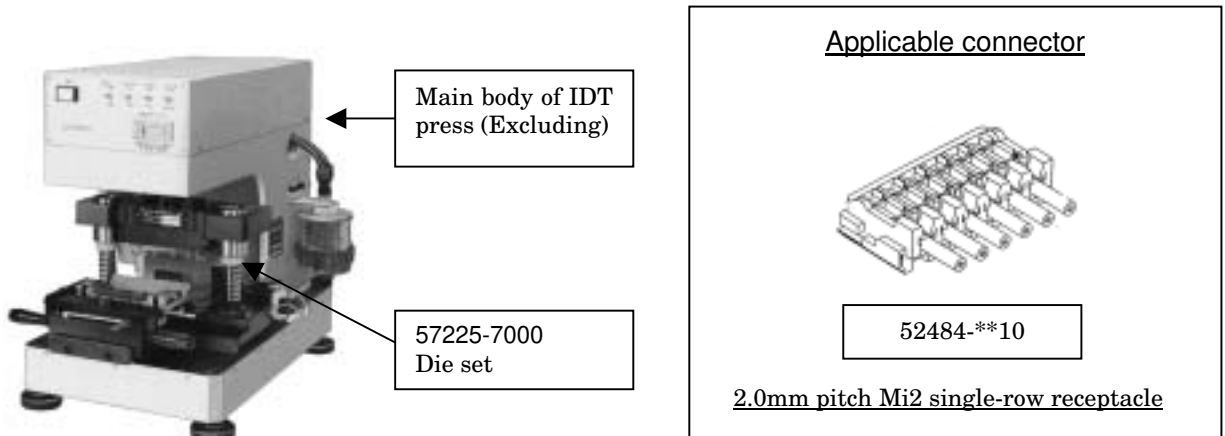 Main body of IDT
press (Excluding)
57225-7000
Die set
Applicable connector
52484-**10
2.0mm pitch Mi2 single-row receptacle